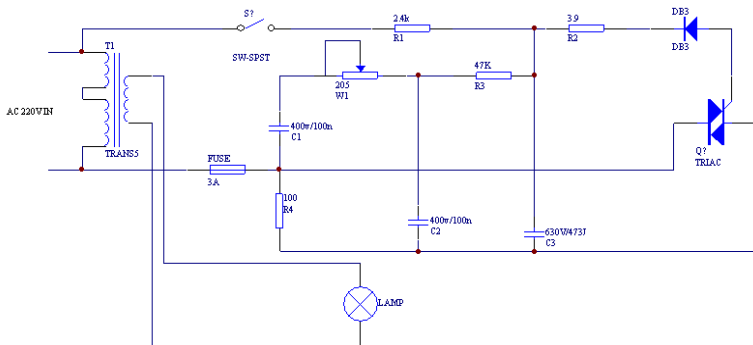 S?
2.4k
R1
3.9
R2
DB3
DB3
T1
SW-SPST
205
W1
47K
R3
AC 220VIN
400v/100n
C1
TRANS5
FUSE
3A
Q?
TRIAC
100
R4
400v/100n
C2
630V/473J
C3
LAMP